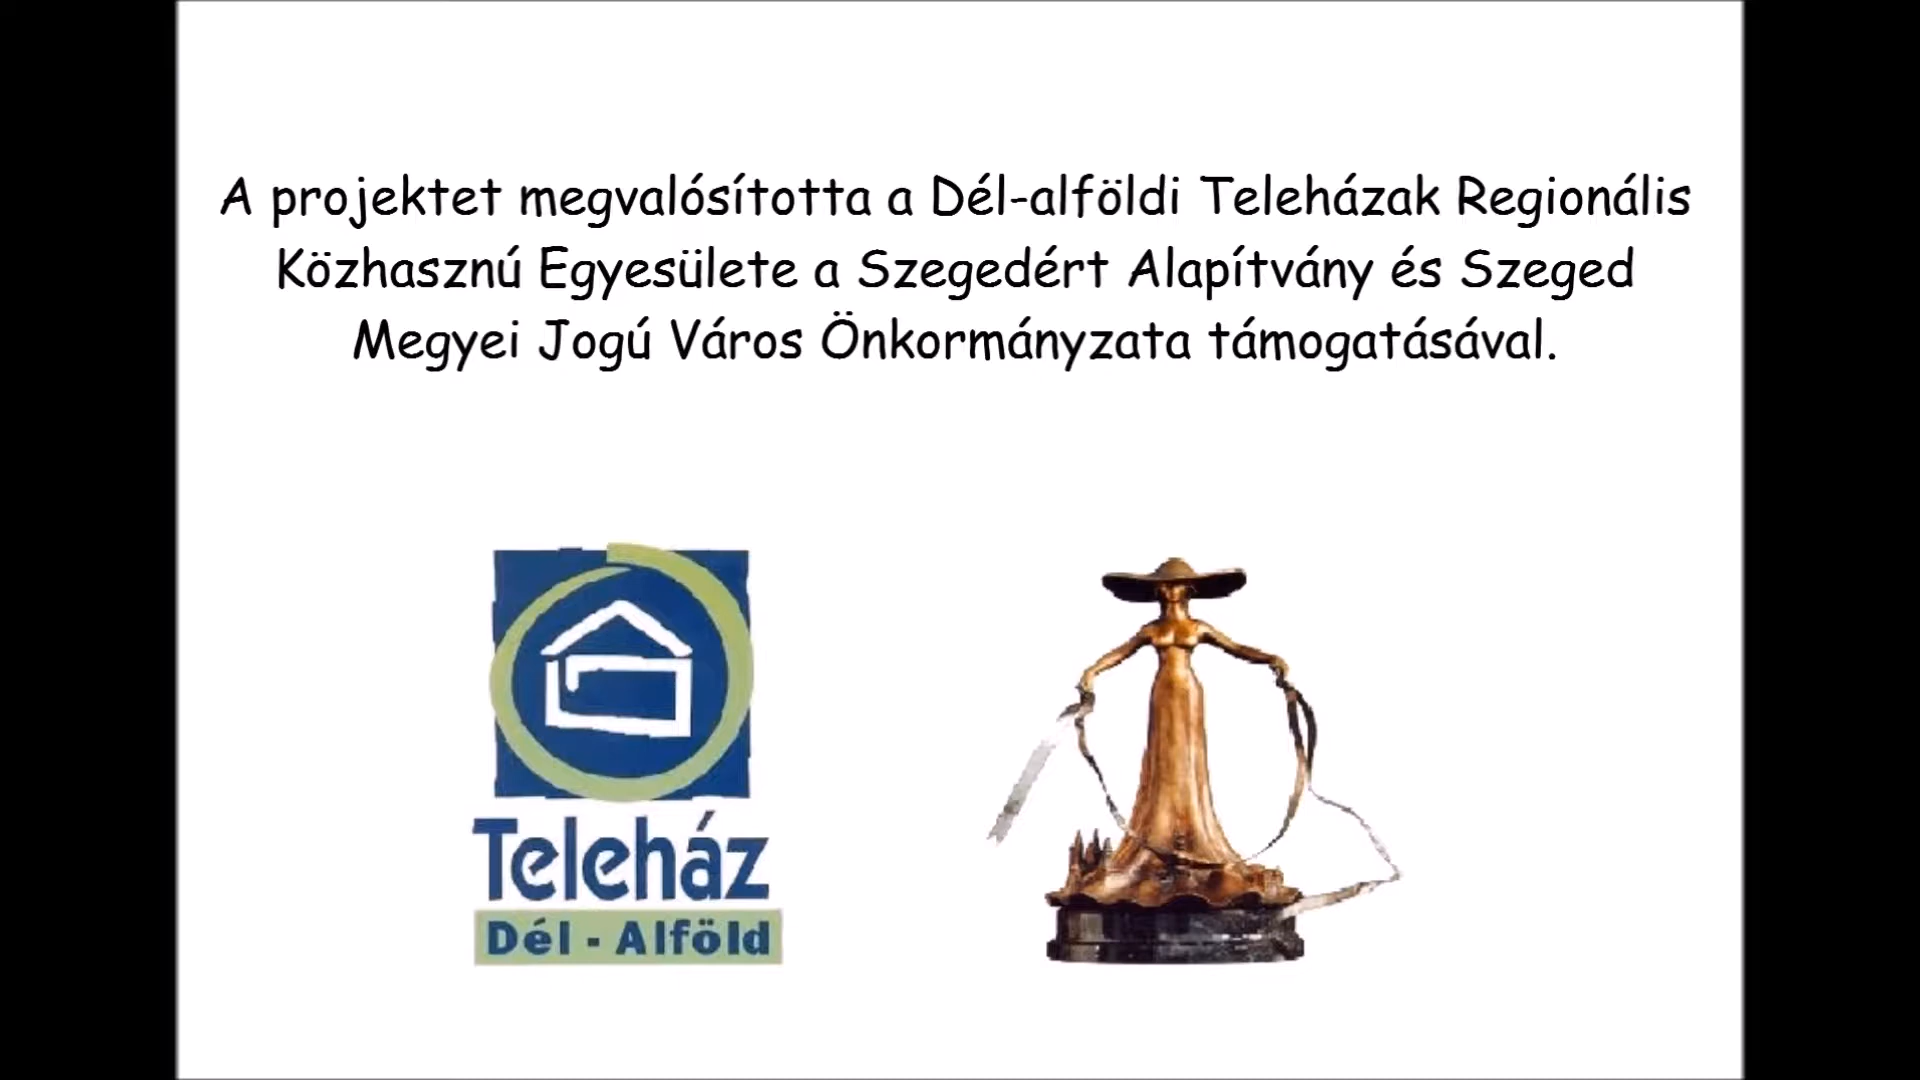 A projektet megvalósította a Dél-alföldi Teleházak Regionális
Közhasznú Egyesülete a Szegedért Alapítvány és Szeged
Megyei Jogú Város Önkormányzata támogatásával.
Teleház
Dél - Alföld